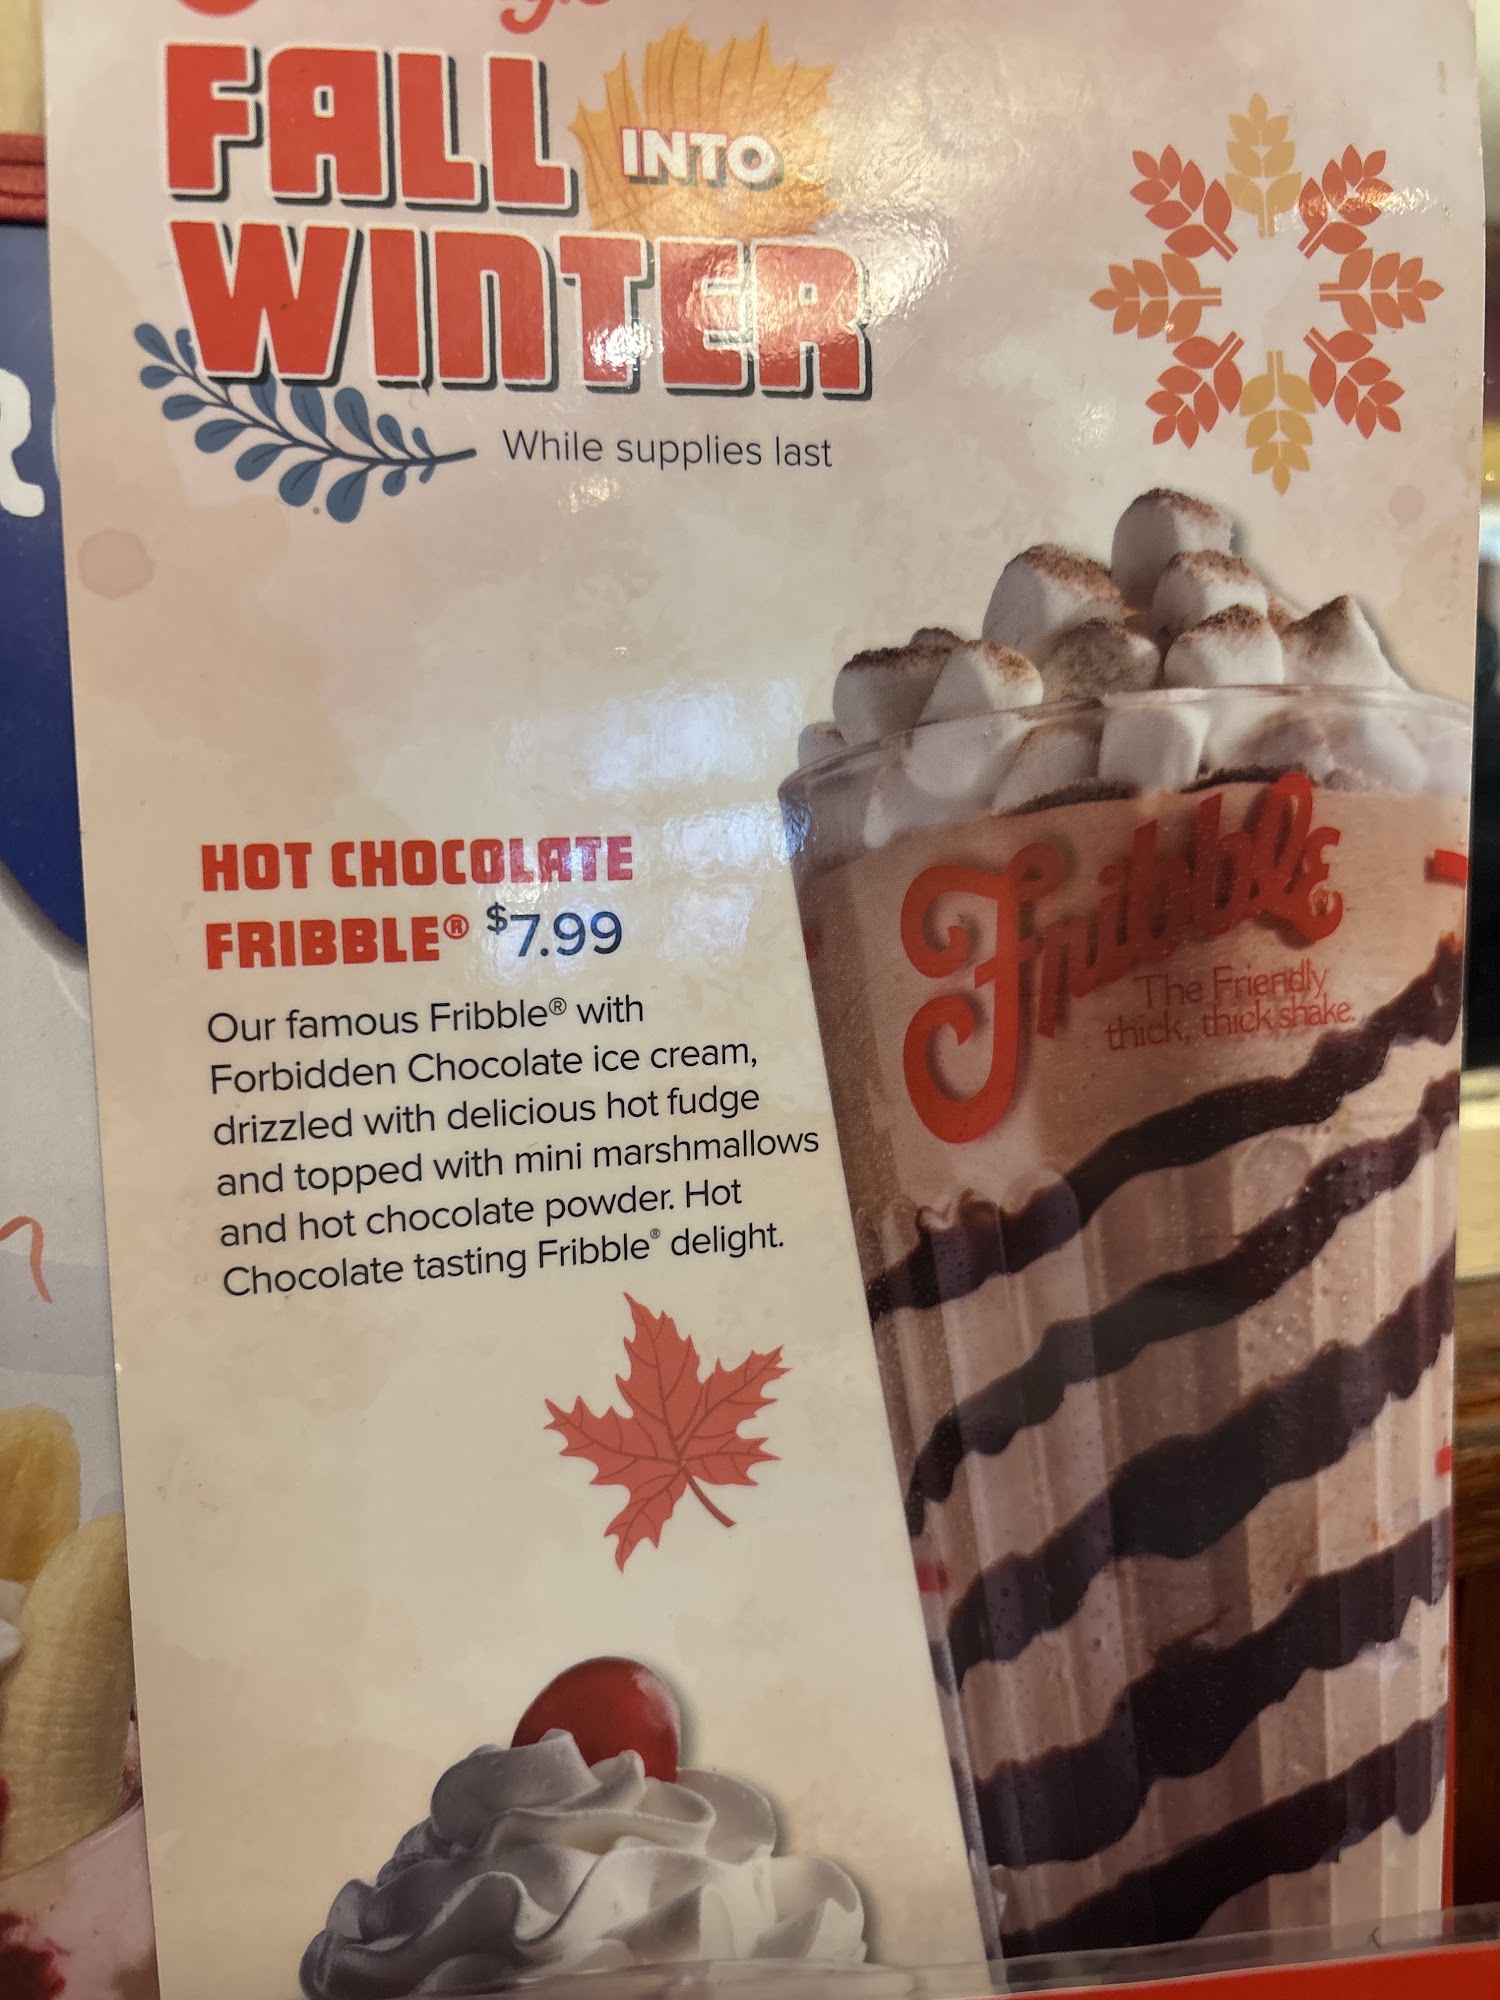 FALL INTO
WINTER
While supplies last
HOT CHOCOLATE
FRIBBLE® $7.99
Our famous Fribble® with
Forbidden Chocolate ice cream,
drizzled with delicious hot fudge
and topped with mini marshmallows
and hot chocolate powder. Hot
Chocolate tasting Fribble® delight.
Fribble®
The Friendly
thick, thick shake.
R